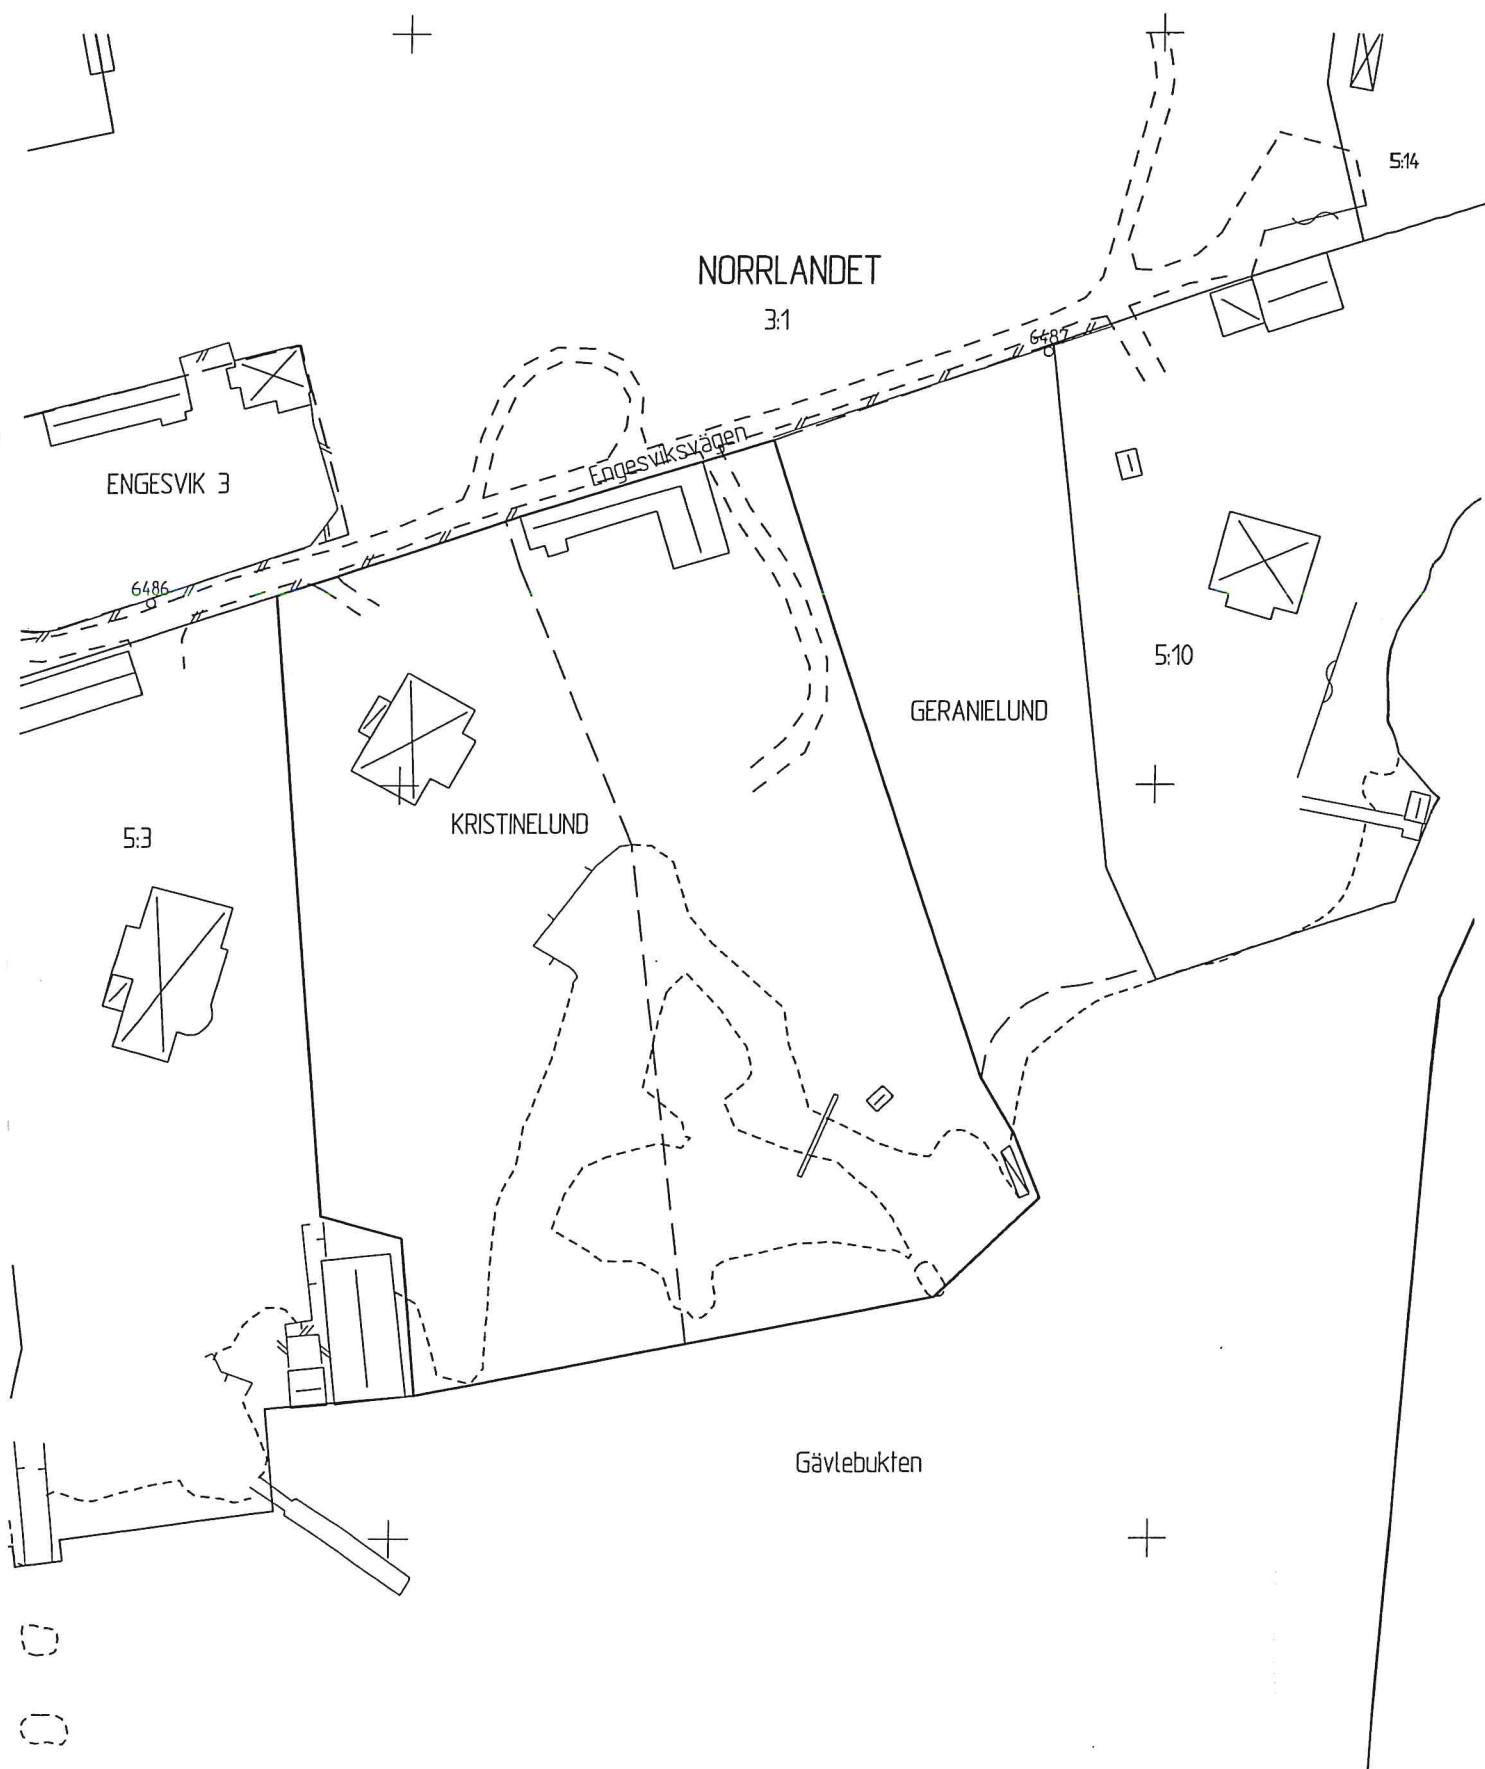 5:14
NORRLANDET
3:1
6487
Engesviksvägen
ENGESVIK 3
6486
5:10
GERANIELUND
KRISTINELUND
5:3
Gävlebukten